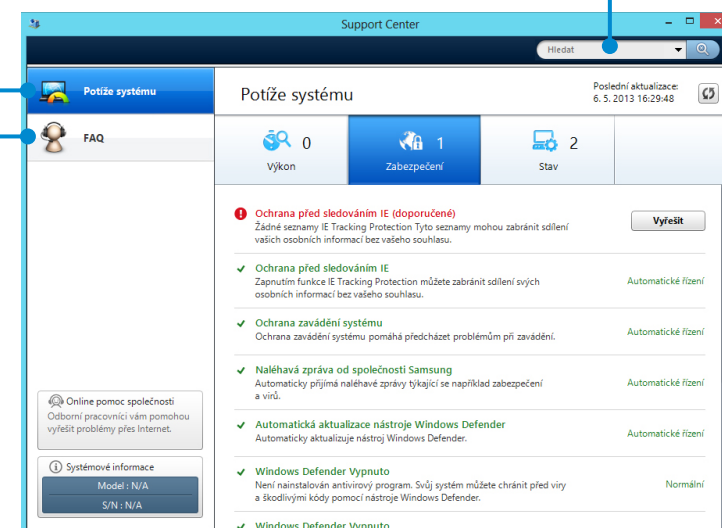 Support Center
Hledat
Potíže systému
FAQ
Potíže systému
Poslední aktualizace:
6. 5. 2013 16:29:48
0
Výkon
1
Zabezpečení
2
Stav
Ochrana před sledováním IE (doporučené)
Žádné seznamy IE Tracking Protection Tyto seznamy mohou zabránit sdílení
vašich osobních informací bez vašeho souhlasu.
Vyřešit
Ochrana před sledováním IE
Zapnutím funkce IE Tracking Protection můžete zabránit sdílení svých
osobních informací bez vašeho souhlasu.
Automatické řízení
Ochrana zavádění systému
Ochrana zavádění systému pomáhá předcházet problémům při zavádění.
Automatické řízení
Naléhavá zpráva od společnosti Samsung
Automaticky přijímá naléhavé zprávy týkající se například zabezpečení
a virů.
Automatické řízení
Automatická aktualizace nástroje Windows Defender
Automaticky aktualizuje nástroj Windows Defender.
Automatické řízení
Windows Defender Vypnuto
Není nainstalován antivirový program. Svůj systém můžete chránit před viry
a škodlivými kódy pomocí nástroje Windows Defender.
Normální
Windows Defender Vypnuto
Online pomoc společnosti
Odborní pracovníci vám pomohou
vyřešit problémy přes Internet.
Systémové informace
Model : N/A
S/N : N/A